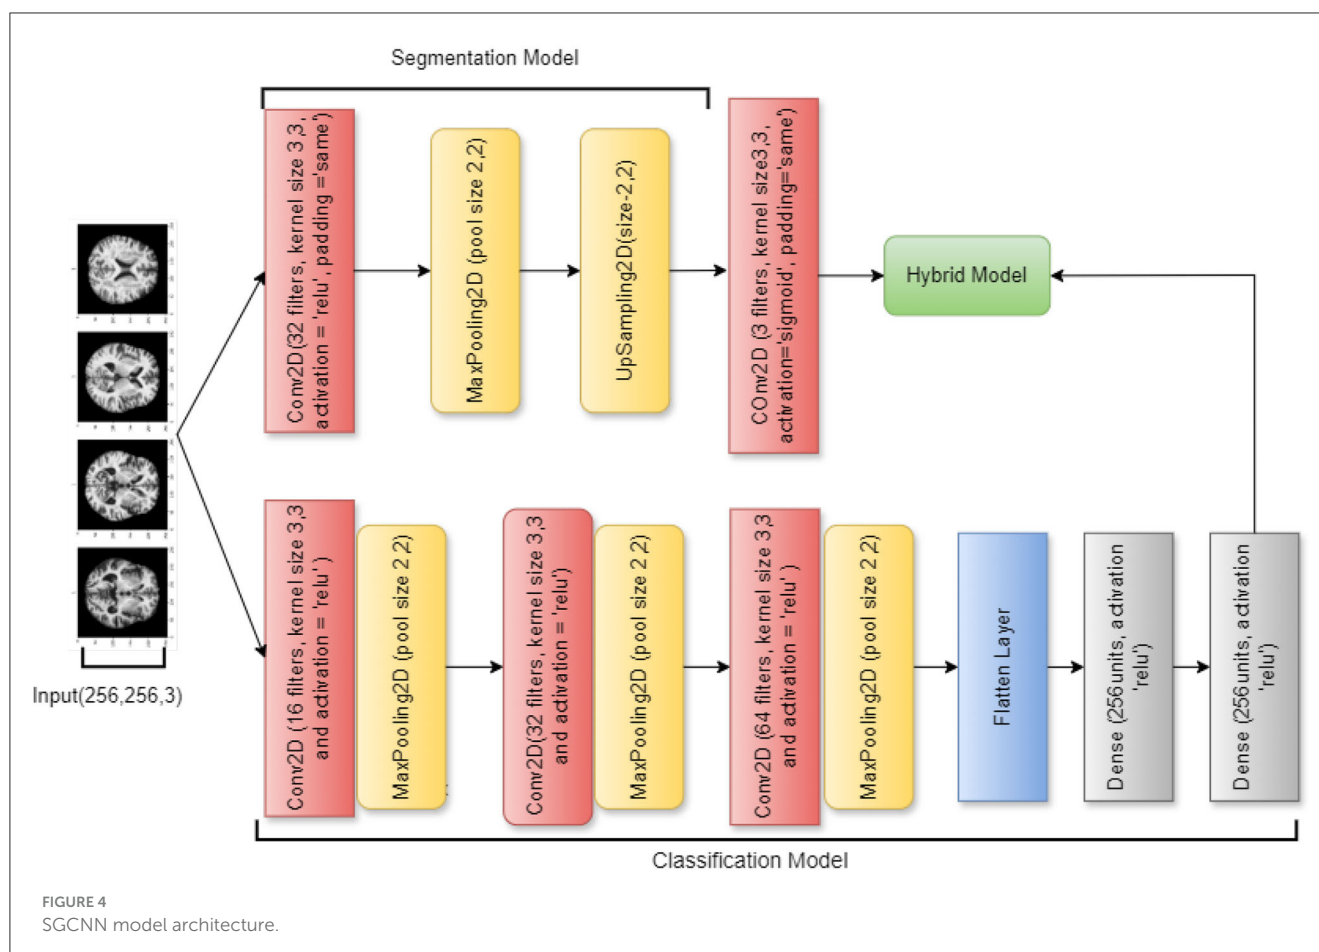 Segmentation Model
Conv2D(32 filters, kernel size 3,3,
activation = 'relu', padding ='same')
MaxPooling2D (pool size 2,2)
UpSampling2D(size-2,2)
COnv2D (3 filters, kernel size3,3,
activation='sigmoid', padding='same')
Hybrid Model
Input(256,256,3)
Conv2D (16 filters, kernel size 3,3
and activation = 'relu' )
MaxPooling2D (pool size 2,2)
Conv2D(32 filters, kernel size 3,3
and activation = 'relu')
MaxPooling2D (pool size 2,2)
Conv2D (64 filters, kernel size 3,3
and activation = 'relu' )
MaxPooling2D (pool size 2,2)
Flatten Layer
Dense (256units, activation
'relu')
Dense (256units, activation
'relu')
Classification Model
FIGURE 4
SGCNN model architecture.